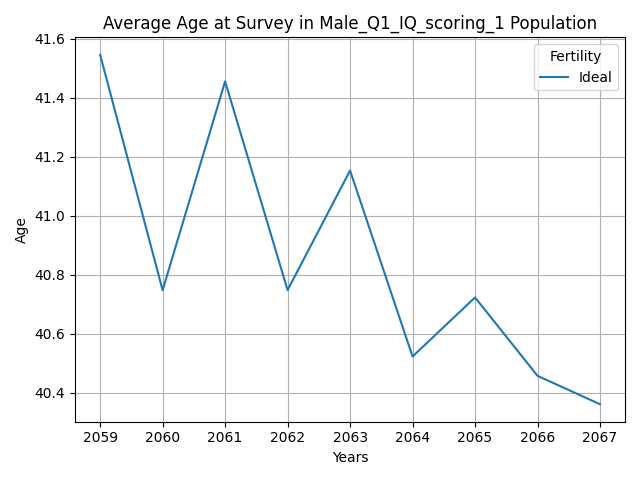 Average Age at Survey in Male_Q1_IQ_scoring_1 Population
41.6
41.4
41.2
41.0
40.8
40.6
40.4
Age
Fertility
Ideal
2059 2060 2061 2062 2063 2064 2065 2066 2067
Years